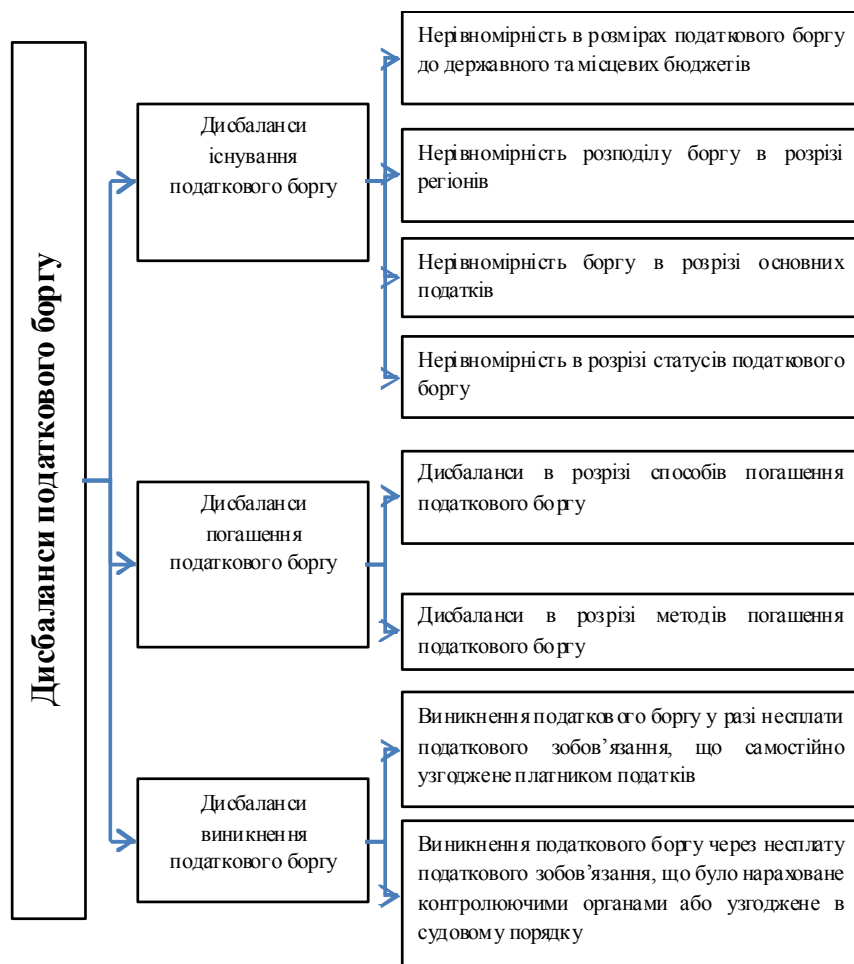 Дисбаланси податкового боргу
Дисбаланси
існування
податкового боргу
Нерівномірність в розмірах податкового боргу
до державного та місцевих бюджетів
Нерівномірність розподілу боргу в розрізі
регіонів
Нерівномірність боргу в розрізі основних
податків
Нерівномірність в розрізі статусів податкового
боргу
Дисбаланси
погашення
податкового боргу
Дисбаланси в розрізі способів погашення
податкового боргу
Дисбаланси в розрізі методів погашення
податкового боргу
Дисбаланси
виникнення
податкового боргу
Виникнення податкового боргу у разі несплати
податкового зобов’язання, що самостійно
узгоджене платником податків
Виникнення податкового боргу через несплату
податкового зобов’язання, що було нараховане
контролюючими органами або узгоджене в
судовому порядку